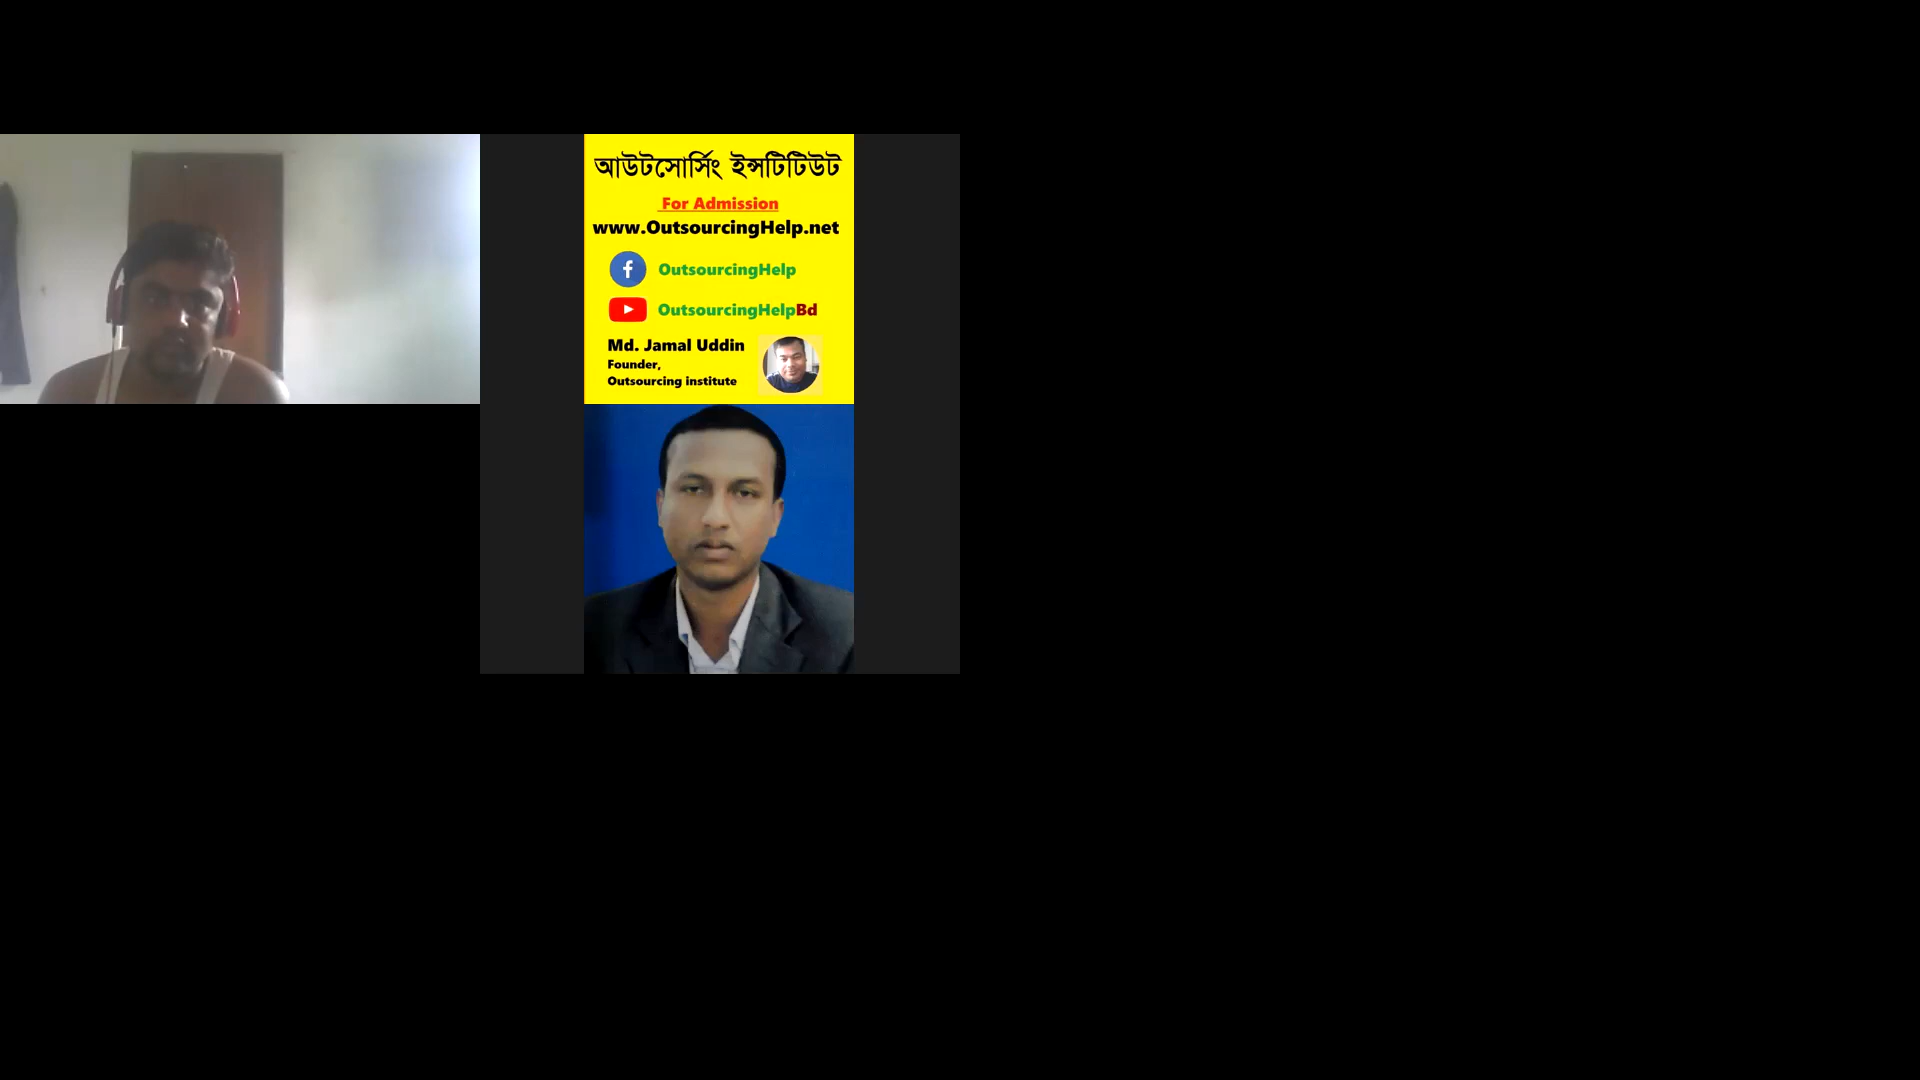 আউটসোর্সিং ইন্সটিটিউট
For Admission
www.OutsourcingHelp.net
OutsourcingHelp
OutsourcingHelpBd
Md. Jamal Uddin
Founder,
Outsourcing institute